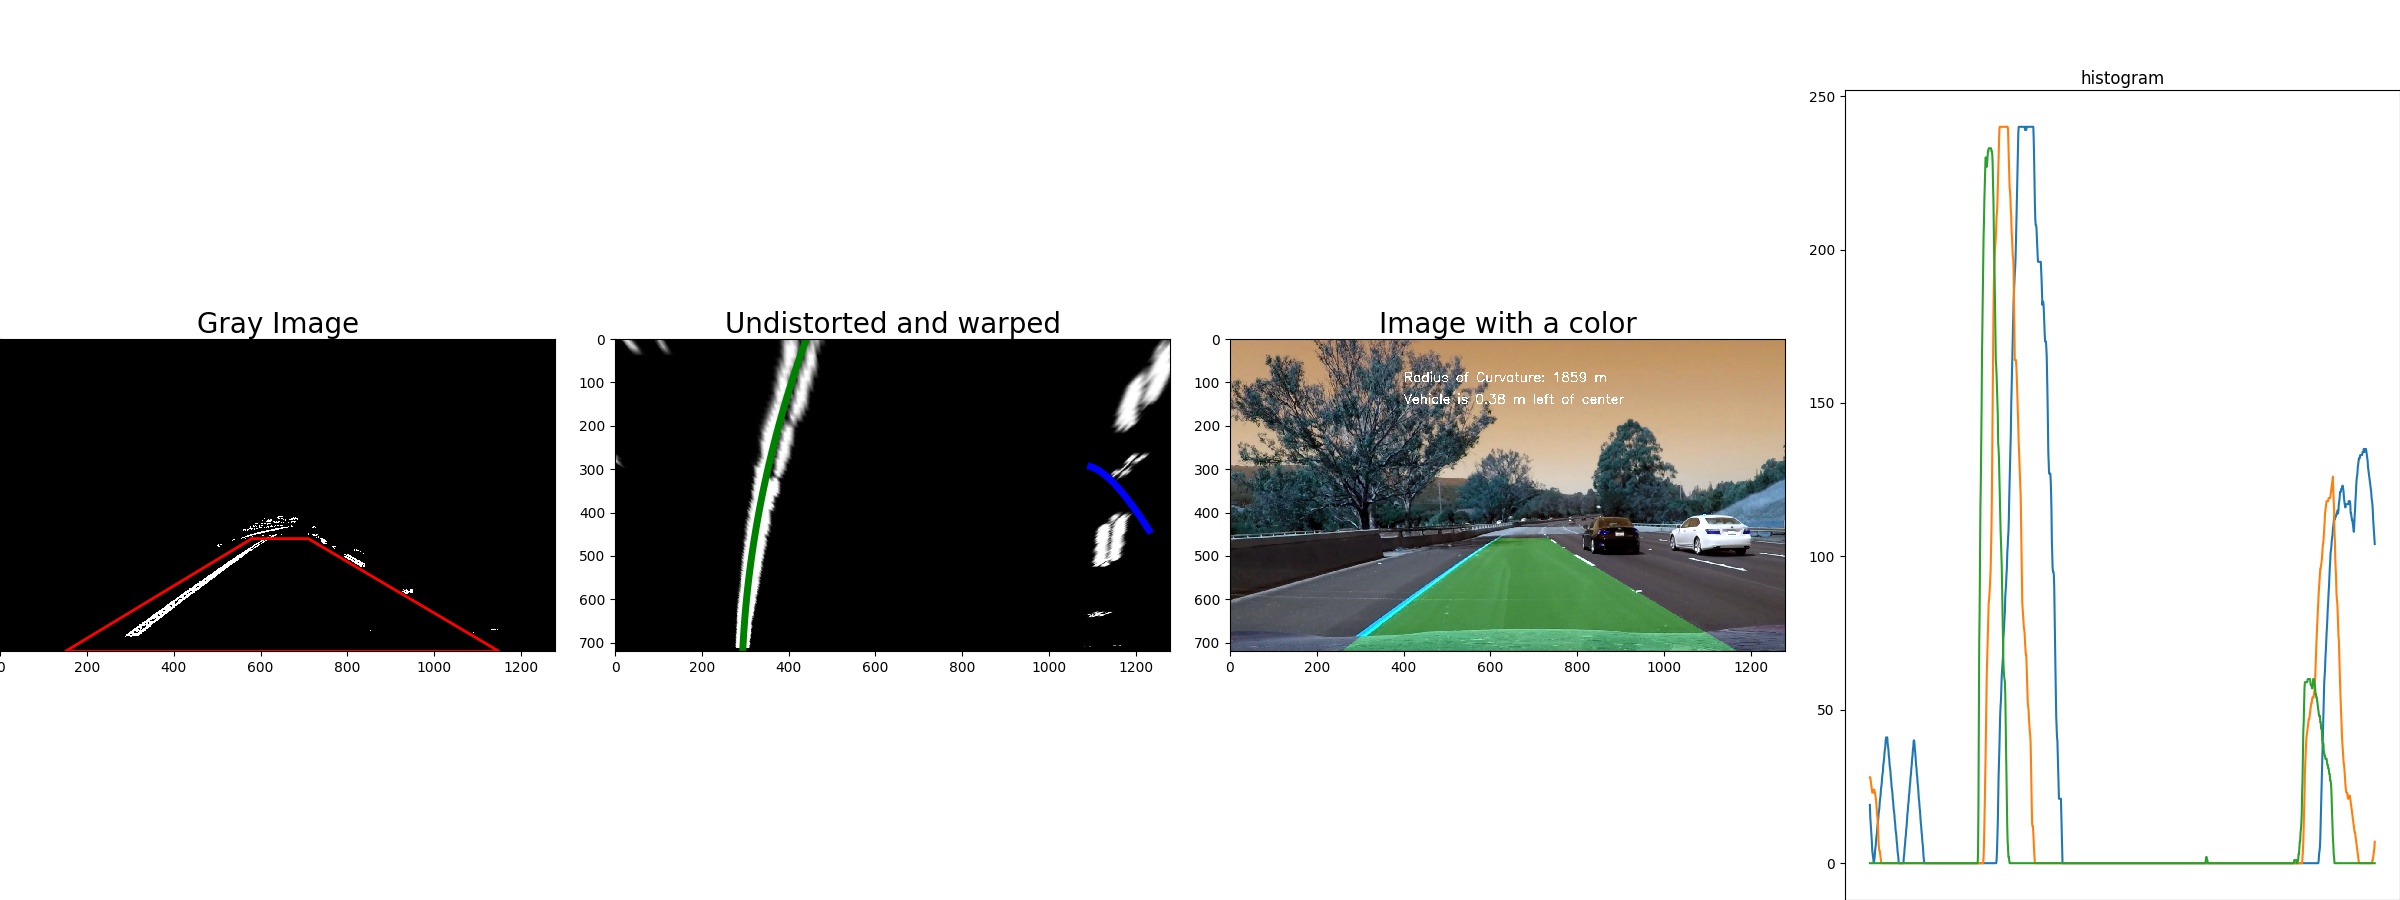 Gray Image
0 200 400 600 800 1000 1200
Undistorted and warped
0
100
200
300
400
500
600
700
0 200 400 600 800 1000 1200
Image with a color
0
100
200
300
400
500
600
700
Radius of Curvature: 1859 m
Vehicle is 0.38 m left of center
0 200 400 600 800 1000 1200
histogram
250
200
150
100
50
0